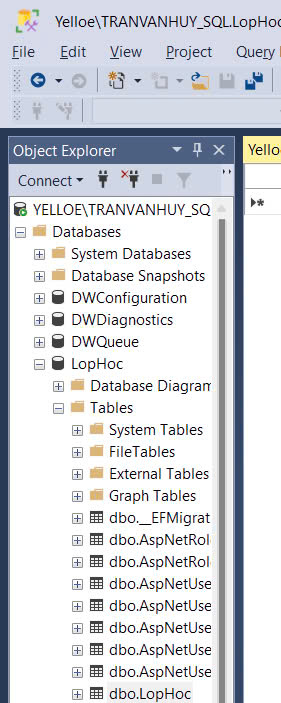 Yelloe\TRANVANHUY_SQL.LopHoc
File Edit View Project Query
Yello
Object Explorer
Connect
YELLOE\TRANVANHUY_SQ
Databases
System Databases
Database Snapshots
DWConfiguration
DWDiagnostics
DWQueue
LopHoc
Database Diagram
Tables
System Tables
FileTables
External Tables
Graph Tables
dbo.__EFMigrat
dbo.AspNetRol
dbo.AspNetRol
dbo.AspNetUse
dbo.AspNetUse
dbo.AspNetUse
dbo.AspNetUse
dbo.AspNetUse
dbo.LopHoc